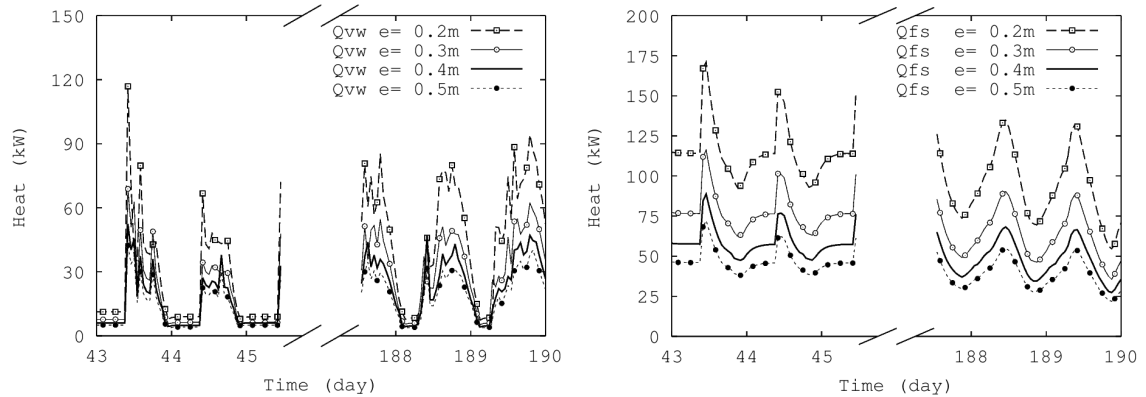 150
120
90
60
30
0
Heat (kW)
43 44 45 188 189 190
Time (day)
Qvw e= 0.2m
Qvw e= 0.3m
Qvw e= 0.4m
Qvw e= 0.5m
200
175
150
125
100
75
50
25
0
Heat (kW)
43 44 45 188 189 190
Time (day)
Qfs e= 0.2m
Qfs e= 0.3m
Qfs e= 0.4m
Qfs e= 0.5m